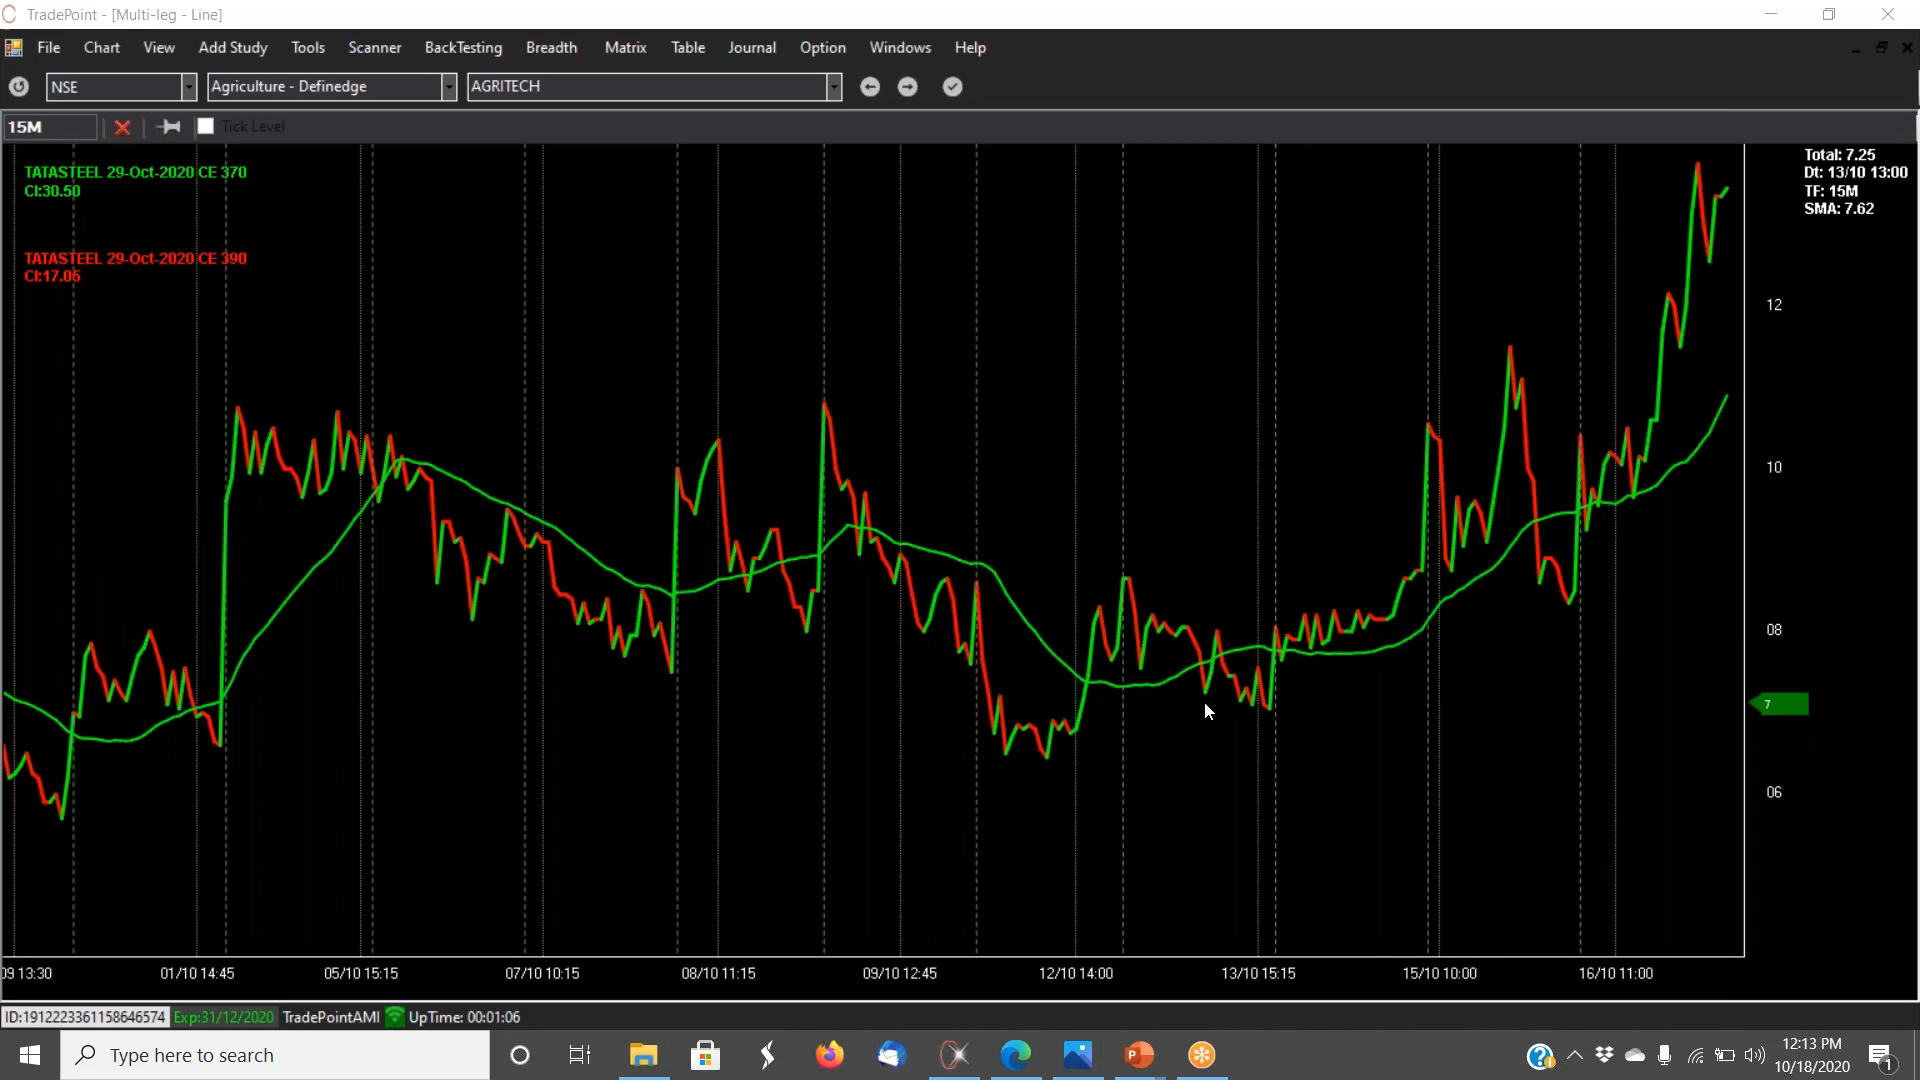 TradePoint - [Multi-leg - Line]
File Chart View Add Study Tools Scanner BackTesting Breadth Matrix Table Journal Option Windows Help
NSE Agriculture - Definedge AGRITECH
15M Tick Level
TATASTEEL 29-Oct-2020 CE 370
Cl:30.50
TATASTEEL 29-Oct-2020 CE 390
Cl:17.05
Total: 7.25
Dt: 13/10 13:00
TF: 15M
SMA: 7.62
12
10
08
7
06
09 13:30 01/10 14:45 05/10 15:15 07/10 10:15 08/10 11:15 09/10 12:45 12/10 14:00 13/10 15:15 15/10 10:00 16/10 11:00
ID:1912223361158646574 Exp:31/12/2020 TradePointAMI UpTime: 00:01:06
Type here to search
12:13 PM
10/18/2020
1